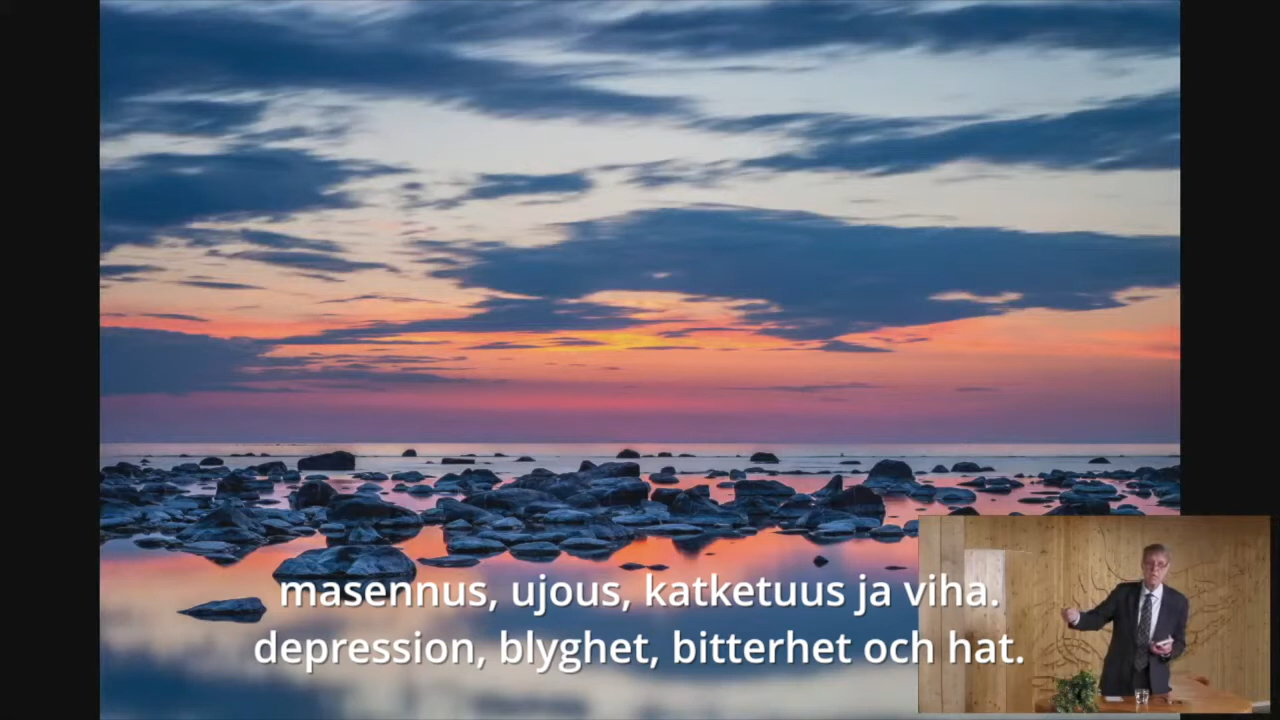 masennus, ujous, katketuus ja viha.
depression, blyghet, bitterhet och hat.